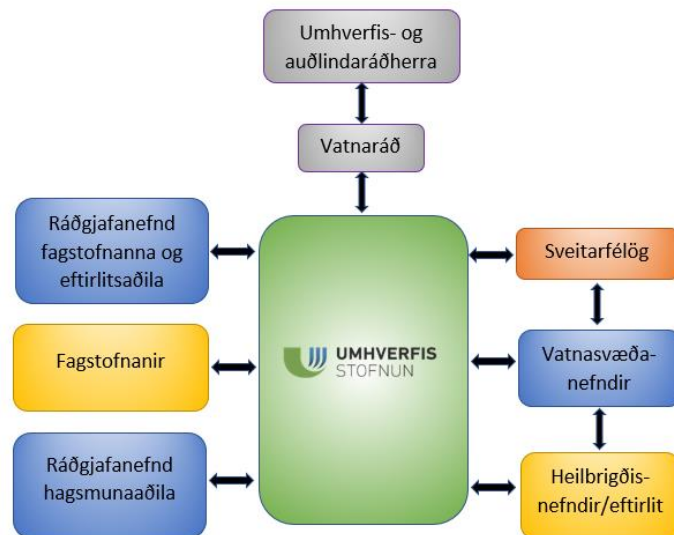 Umhverfis- og
auðlindaráðherra
Vatnaráð
Ráðgjafanefnd
fagstofnanna og
eftirlitsaðila
Sveitarfélög
Fagstofnanir
UMHVERFIS
STOFNUN
Vatnasvæða-
nefndir
Ráðgjafanefnd
hagsmunaaðila
Heilbrigðis-
nefndir/eftirlit